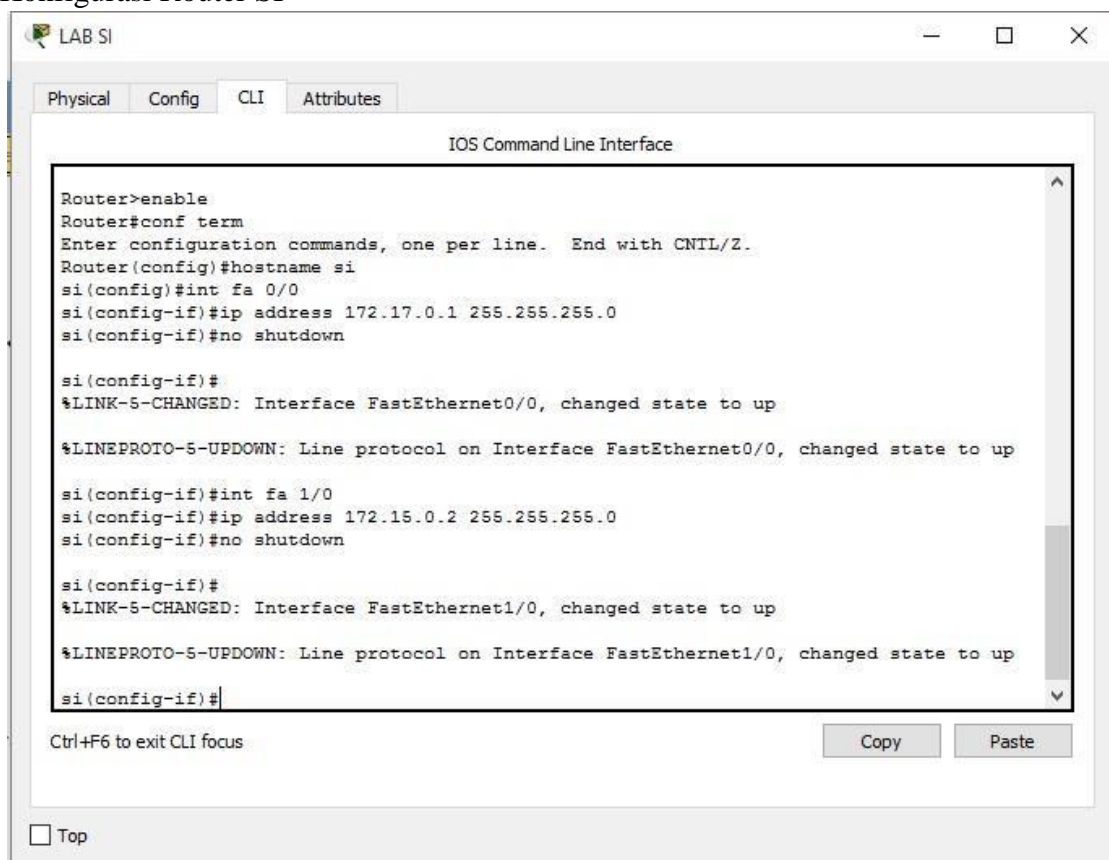 Konfigurasi Router SI
LAB SI
Physical Config CLI Attributes
IOS Command Line Interface
Router>enable
Router#conf term
Enter configuration commands, one per line.  End with CNTL/Z.
Router(config)#hostname si
si(config)#int fa 0/0
si(config-if)#ip address 172.17.0.1 255.255.255.0
si(config-if)#no shutdown
si(config-if)#
%LINK-5-CHANGED: Interface FastEthernet0/0, changed state to up
%LINEPROTO-5-UPDOWN: Line protocol on Interface FastEthernet0/0, changed state to up
si(config-if)#int fa 1/0
si(config-if)#ip address 172.15.0.2 255.255.255.0
si(config-if)#no shutdown
si(config-if)#
%LINK-5-CHANGED: Interface FastEthernet1/0, changed state to up
%LINEPROTO-5-UPDOWN: Line protocol on Interface FastEthernet1/0, changed state to up
si(config-if)#
Ctrl+F6 to exit CLI focus
Copy Paste
Top